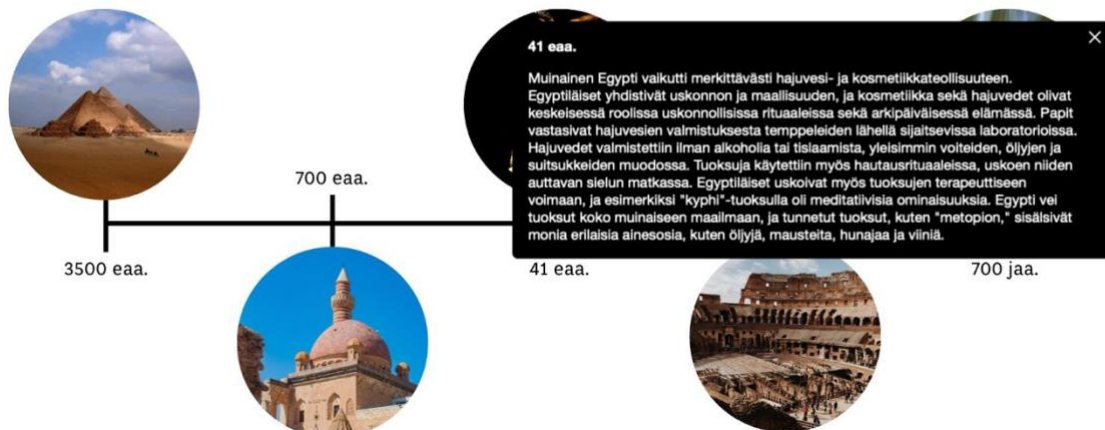 41 eaa.
Muinainen Egypti vaikutti merkittävästi hajuvesi- ja kosmetiikkateollisuuteen.
Egyptiläiset yhdistivät uskonnon ja maallisuuden, ja kosmetiikka sekä hajuvedet olivat
keskeisessä roolissa uskonnollisissa rituaaleissa sekä arkipäiväisessä elämässä. Papit
vastasivat hajuvesien valmistuksesta temppeleiden lähellä sijaitsevissa laboratorioissa.
Hajuvedet valmistettiin ilman alkoholia tai tislaamista, yleisimmin voiteiden, öljyjen ja
suitsukkeiden muodossa. Tuoksuja käytettiin myös hautausrituaaleissa, uskoen niiden
auttavan sielun matkassa. Egyptiläiset uskoivat myös tuoksujen terapeuttiseen
voimaan, ja esimerkiksi "kyphi"-tuoksulla oli meditatiivisia ominaisuuksia. Egypti vei
tuoksut koko muinaiseen maailmaan, ja tunnetut tuoksut, kuten "metopion," sisälsivät
monia erilaisia ainesosia, kuten öljyjä, mausteita, hunajaa ja viiniä.
700 eaa.
3500 eaa.
41 eaa.
700 jaa.